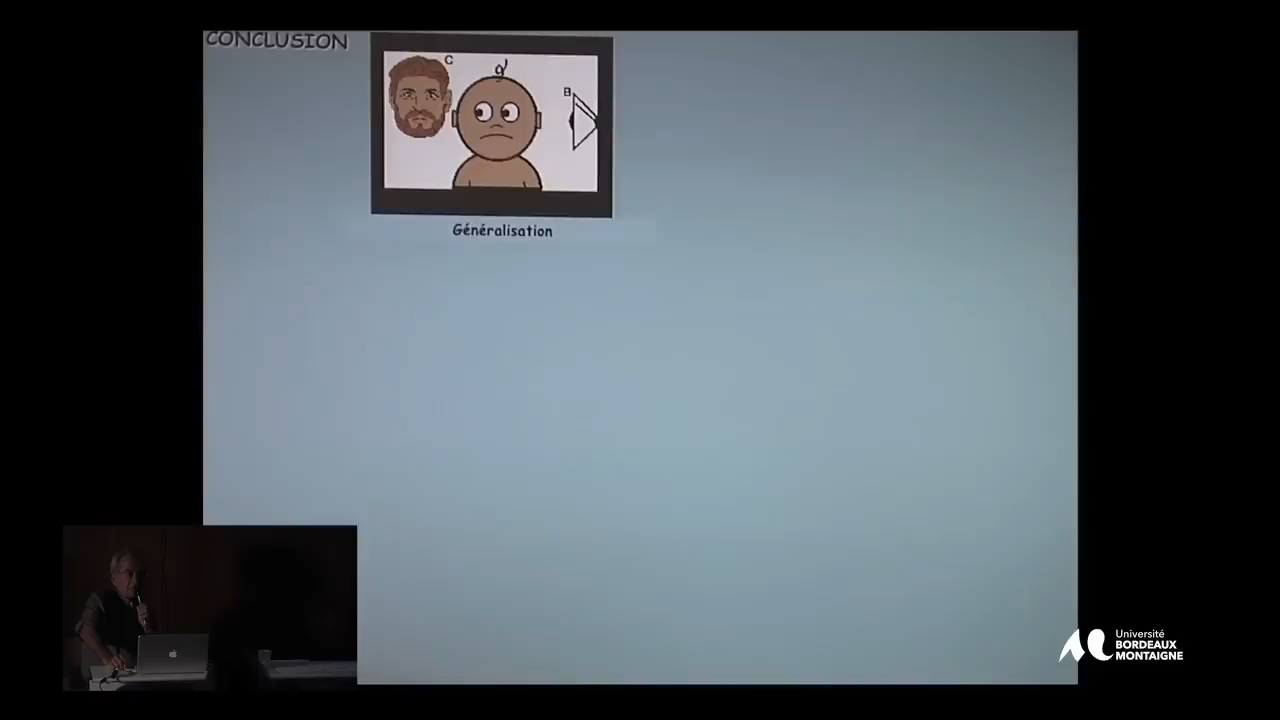 CONCLUSION
C
B
Généralisation
Université
BORDEAUX
MONTAIGNE